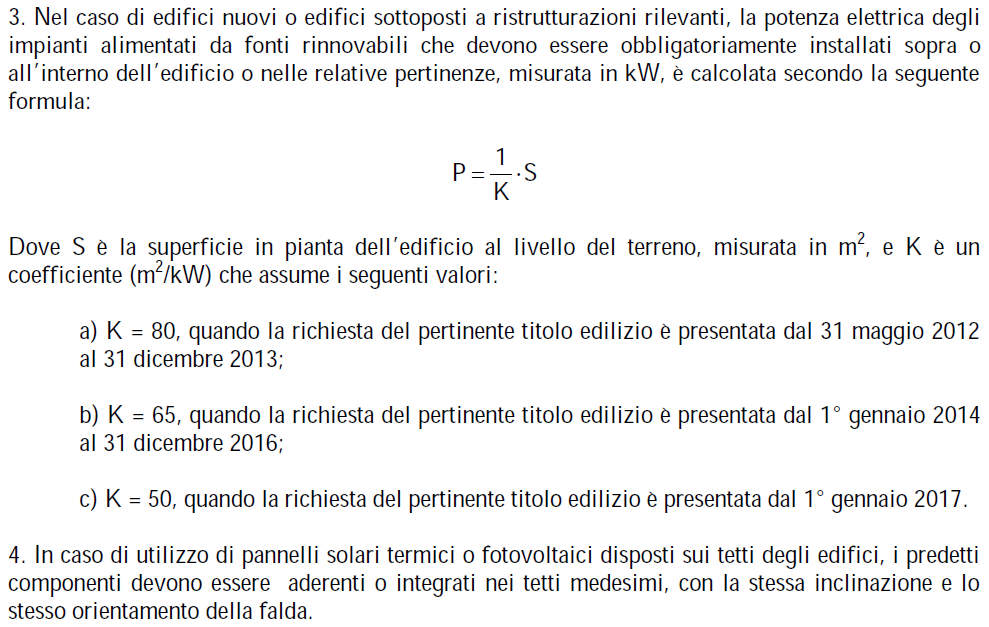 3. Nel caso di edifici nuovi o edifici sottoposti a ristrutturazioni rilevanti, la potenza elettrica degli
impianti alimentati da fonti rinnovabili che devono essere obbligatoriamente installati sopra o
all'interno dell'edificio o nelle relative pertinenze, misurata in kW, è calcolata secondo la seguente
formula:
P = 1/K · S
Dove S è la superficie in pianta dell'edificio al livello del terreno, misurata in m², e K è un
coefficiente (m²/kW) che assume i seguenti valori:
a) K = 80, quando la richiesta del pertinente titolo edilizio è presentata dal 31 maggio 2012
al 31 dicembre 2013;
b) K = 65, quando la richiesta del pertinente titolo edilizio è presentata dal 1° gennaio 2014
al 31 dicembre 2016;
c) K = 50, quando la richiesta del pertinente titolo edilizio è presentata dal 1° gennaio 2017.
4. In caso di utilizzo di pannelli solari termici o fotovoltaici disposti sui tetti degli edifici, i predetti
componenti devono essere aderenti o integrati nei tetti medesimi, con la stessa inclinazione e lo
stesso orientamento della falda.